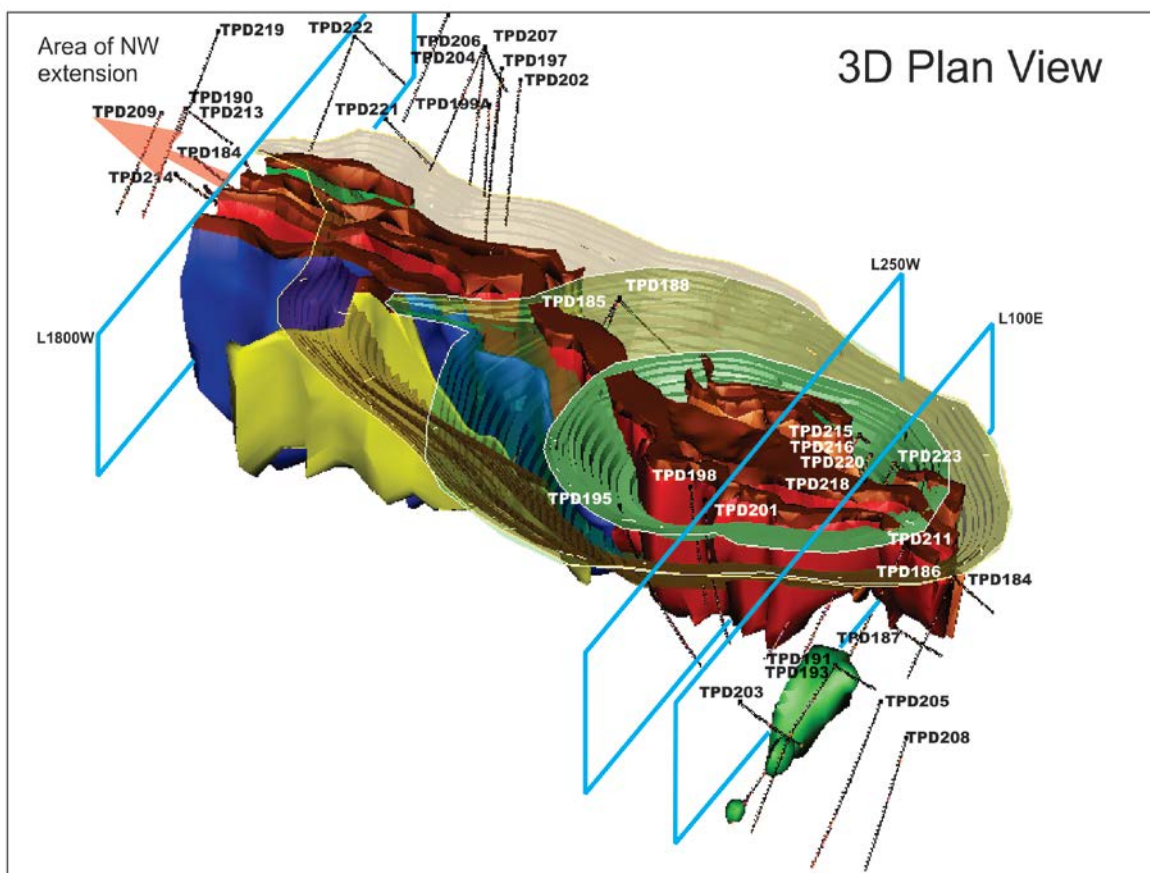 3D Plan View
Area of NW
extension
TPD219
TPD222
TPD206
TPD207
TPD204
TPD197
TPD202
TPD190
TPD209
TPD213
TPD221
TPD199A
TPD184
TPD214
L250W
TPD185
TPD188
L100E
L1800W
TPD215
TPD216
TPD220
TPD223
TPD198
TPD218
TPD195
TPD201
TPD211
TPD186
TPD184
TPD187
TPD191
TPD193
TPD203
TPD205
TPD208